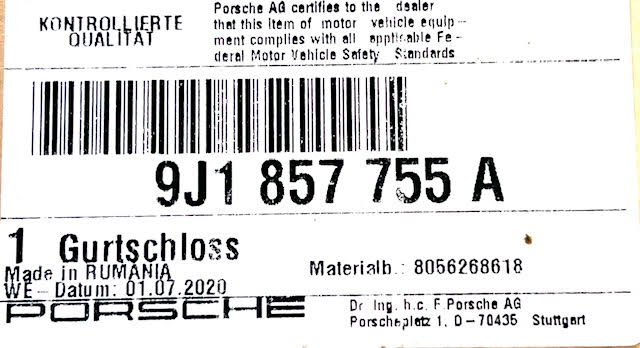 KONTROLLIERTE
QUALITÄT
Porsche AG certifies to the dealer
that this item of motor vehicle equip-
ment complies with all applicable Fe-
deral Motor Vehicle Safety Standards
9J1 857 755 A
1 Gurtschloss
Made in RUMÄNIA
WE-Datum: 01.07.2020
Materialb.: 8056268618
PORSCHE
Dr. Ing. h.c. F.Porsche AG
Porscheplatz 1, D-70435 Stuttgart